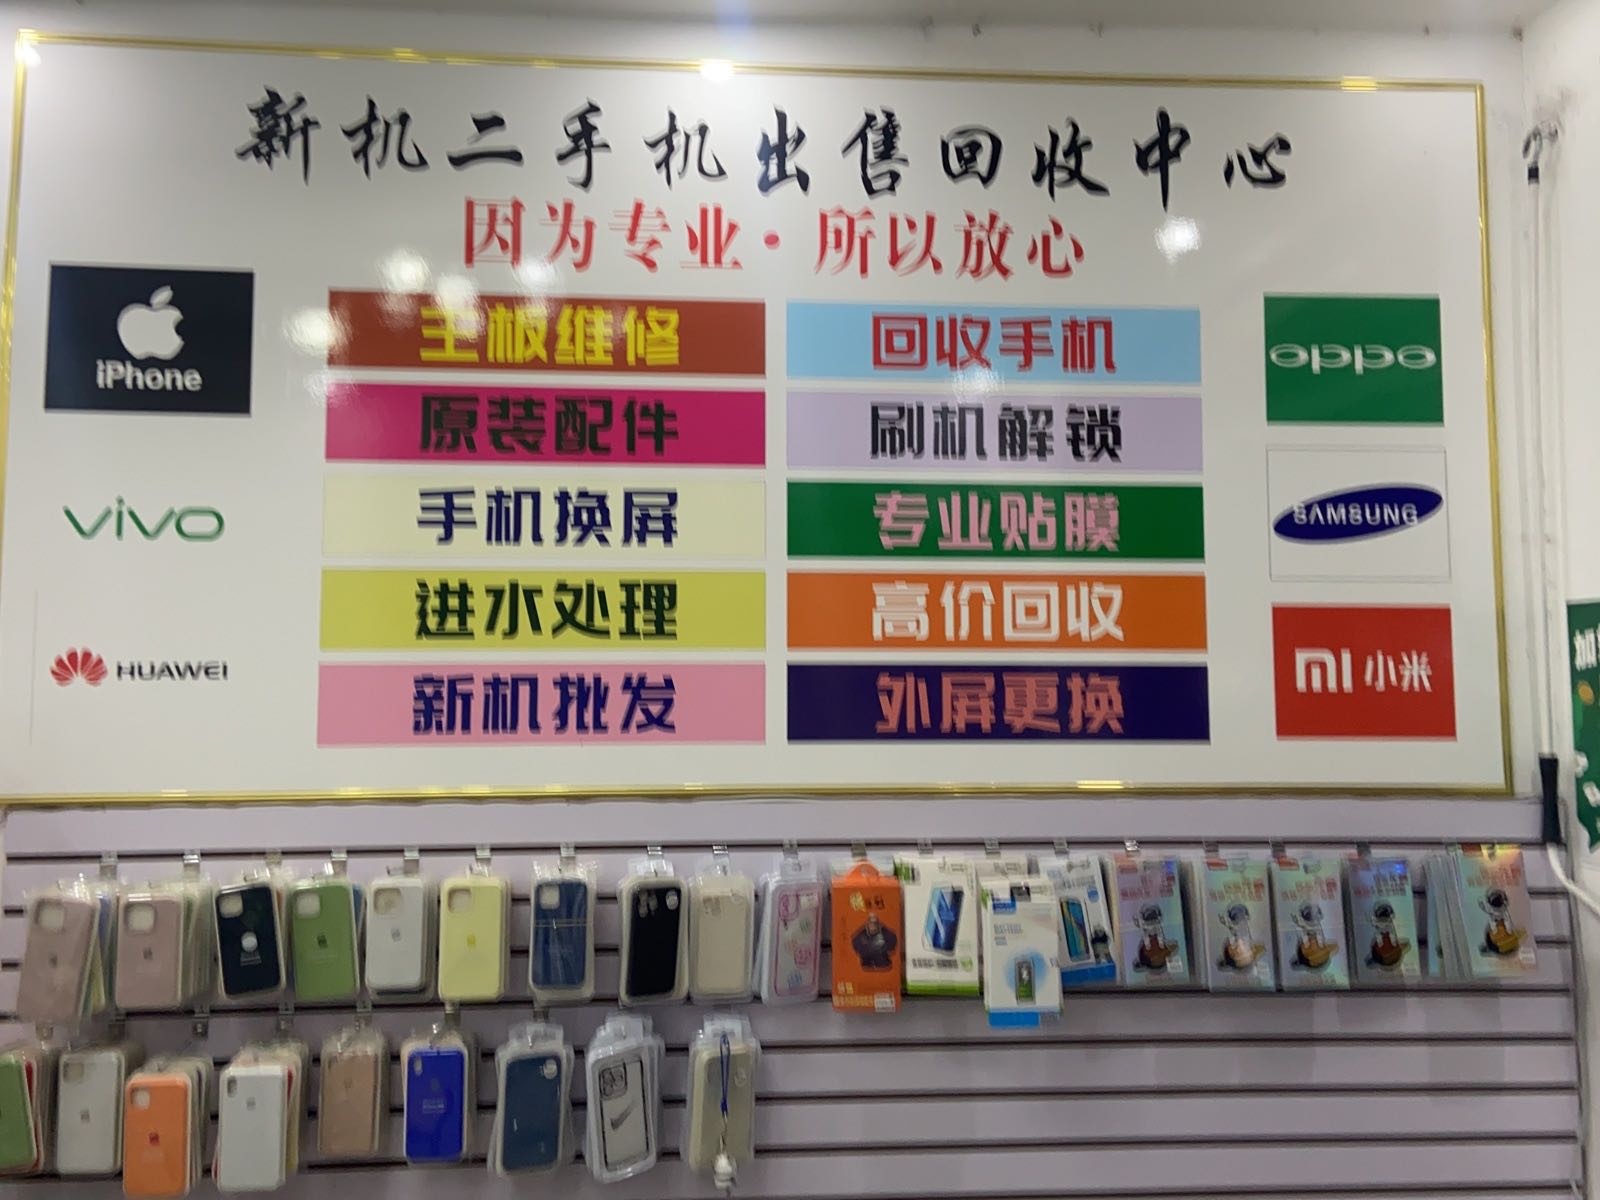 新机二手机出售回收中心
因为专业·所以放心
iPhone
主板维修
回收手机
oppo
原装配件
刷机解锁
vivo
手机换屏
专业贴膜
SAMSUNG
进水处理
高价回收
HUAWEI
新机批发
外屏更换
mi 小米